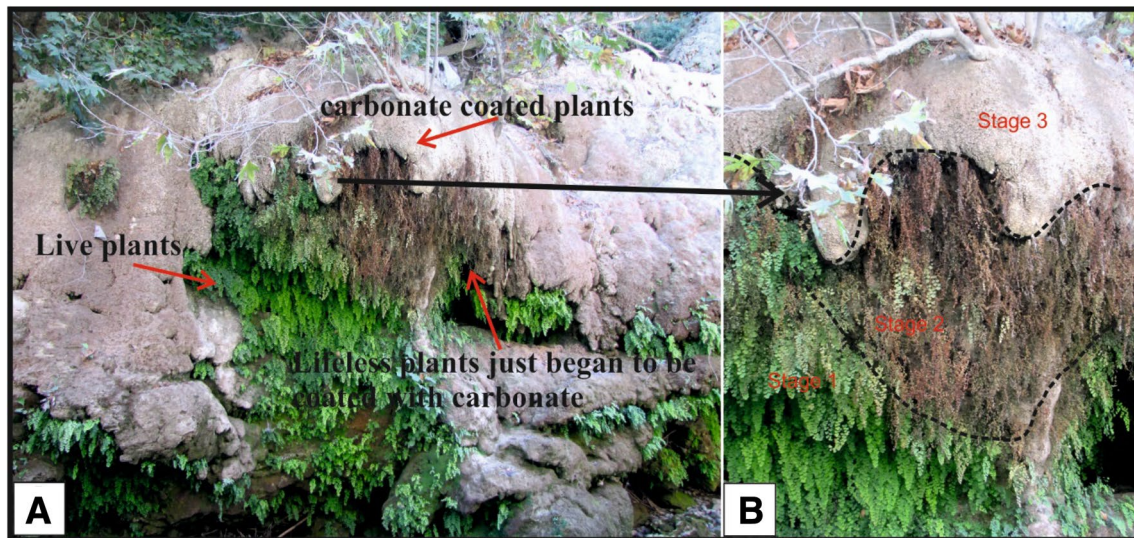 carbonate coated plants
Live plants
Lifeless plants just began to be
coated with carbonate
A
Stage 3
Stage 2
Stage 1
B